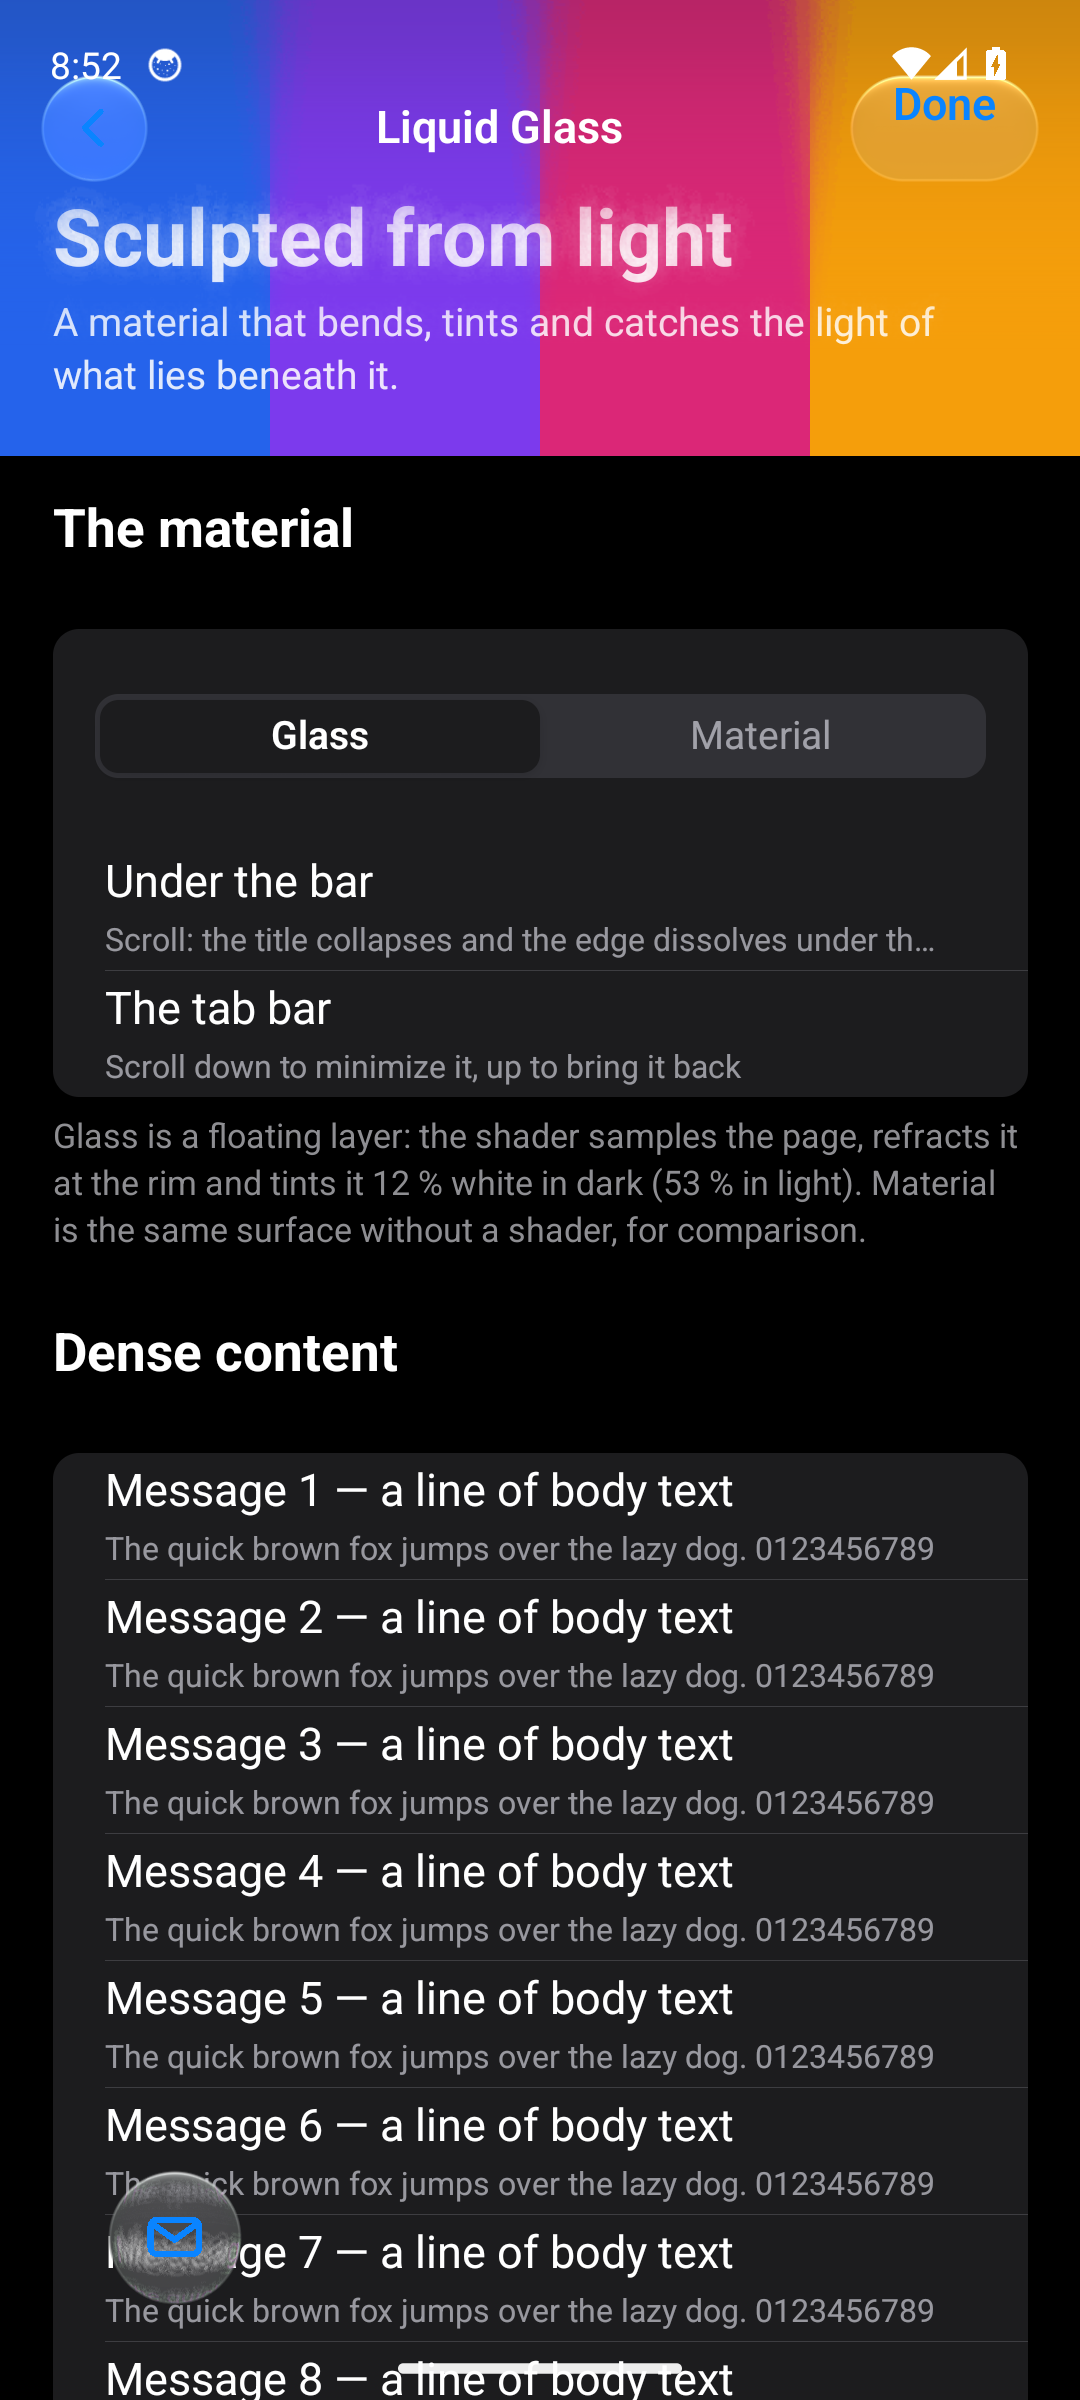 8:52
Liquid Glass
Done
Sculpted from light
A material that bends, tints and catches the light of
what lies beneath it.
The material
Glass
Material
Under the bar
Scroll: the title collapses and the edge dissolves under th…
The tab bar
Scroll down to minimize it, up to bring it back
Glass is a floating layer: the shader samples the page, refracts it
at the rim and tints it 12 % white in dark (53 % in light). Material
is the same surface without a shader, for comparison.
Dense content
Message 1 — a line of body text
The quick brown fox jumps over the lazy dog. 0123456789
Message 2 — a line of body text
The quick brown fox jumps over the lazy dog. 0123456789
Message 3 — a line of body text
The quick brown fox jumps over the lazy dog. 0123456789
Message 4 — a line of body text
The quick brown fox jumps over the lazy dog. 0123456789
Message 5 — a line of body text
The quick brown fox jumps over the lazy dog. 0123456789
Message 6 — a line of body text
brown fox jumps over the lazy dog. 0123456789
7 — a line of body text
The quick brown fox jumps over the lazy dog. 0123456789
Message 8 — a line of body text